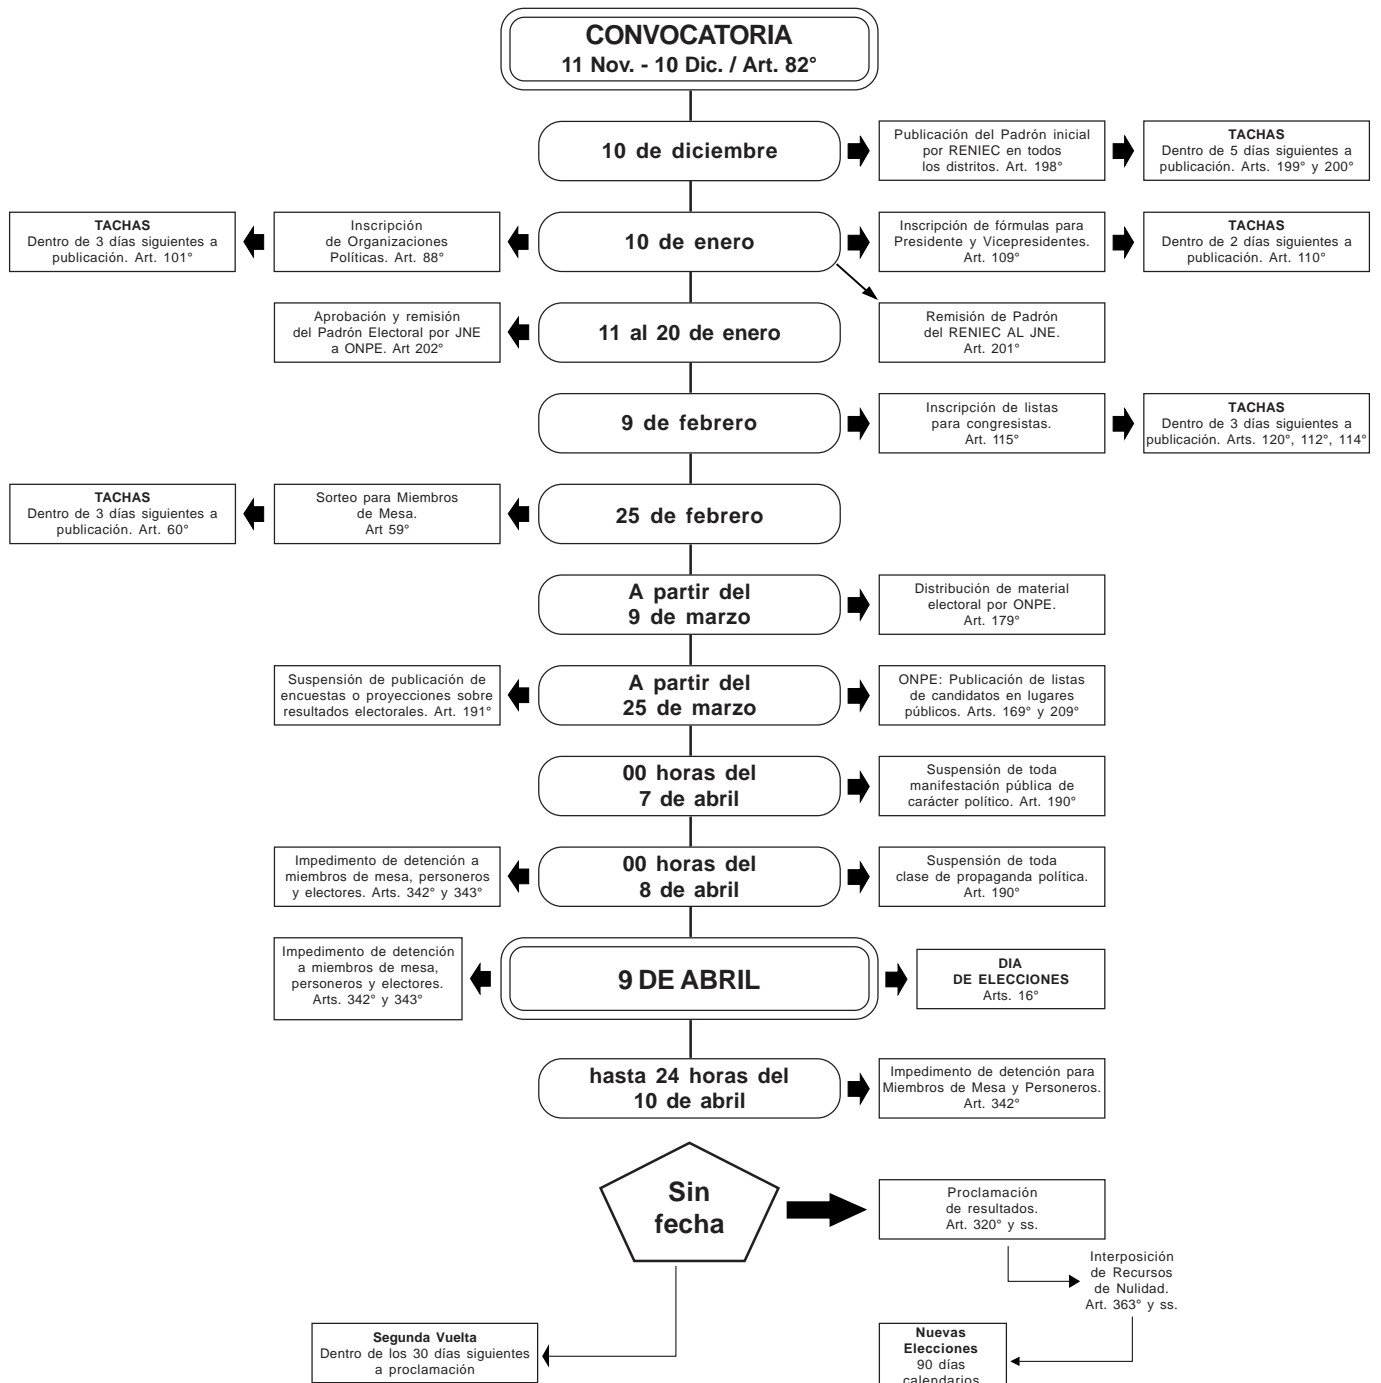 CONVOCATORIA
11 Nov. - 10 Dic. / Art. 82°
10 de diciembre
Publicación del Padrón inicial
por RENIEC en todos
los distritos. Art. 198°
TACHAS
Dentro de 5 días siguientes a
publicación. Arts. 199° y 200°
TACHAS
Dentro de 3 días siguientes a
publicación. Art. 101°
Inscripción
de Organizaciones
Políticas. Art. 88°
10 de enero
Inscripción de fórmulas para
Presidente y Vicepresidentes.
Art. 109°
TACHAS
Dentro de 2 días siguientes a
publicación. Art. 110°
Aprobación y remisión
del Padrón Electoral por JNE
a ONPE. Art 202°
11 al 20 de enero
Remisión de Padrón
del RENIEC AL JNE.
Art. 201°
9 de febrero
Inscripción de listas
para congresistas.
Art. 115°
TACHAS
Dentro de 3 días siguientes a
publicación. Arts. 120°, 112°, 114°
TACHAS
Dentro de 3 días siguientes a
publicación. Art. 60°
Sorteo para Miembros
de Mesa.
Art 59°
25 de febrero
A partir del
9 de marzo
Distribución de material
electoral por ONPE.
Art. 179°
Suspensión de publicación de
encuestas o proyecciones sobre
resultados electorales. Art. 191°
A partir del
25 de marzo
ONPE: Publicación de listas
de candidatos en lugares
públicos. Arts. 169° y 209°
00 horas del
7 de abril
Suspensión de toda
manifestación pública de
carácter político. Art. 190°
Impedimento de detención a
miembros de mesa, personeros
y electores. Arts. 342° y 343°
00 horas del
8 de abril
Suspensión de toda
clase de propaganda política.
Art. 190°
Impedimento de detención
a miembros de mesa,
personeros y electores.
Arts. 342° y 343°
9 DE ABRIL
DIA
DE ELECCIONES
Arts. 16°
hasta 24 horas del
10 de abril
Impedimento de detención para
Miembros de Mesa y Personeros.
Art. 342°
Sin
fecha
Proclamación
de resultados.
Art. 320° y ss.
Interposición
de Recursos
de Nulidad.
Art. 363° y ss.
Segunda Vuelta
Dentro de los 30 días siguientes
a proclamación
Nuevas
Elecciones
90 días
calendarios